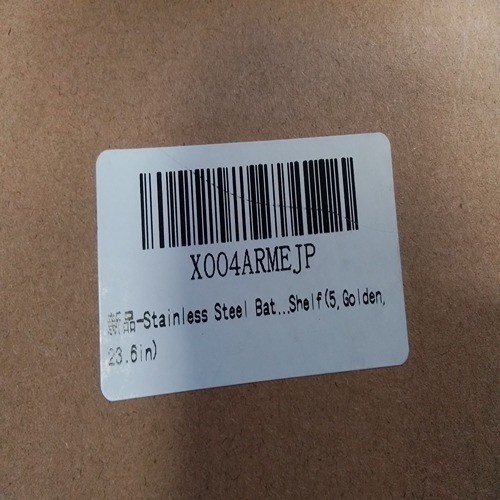 X004ARMEJP
新品-Stainless Steel Bat...Shelf(5,Golden,
23.6in)